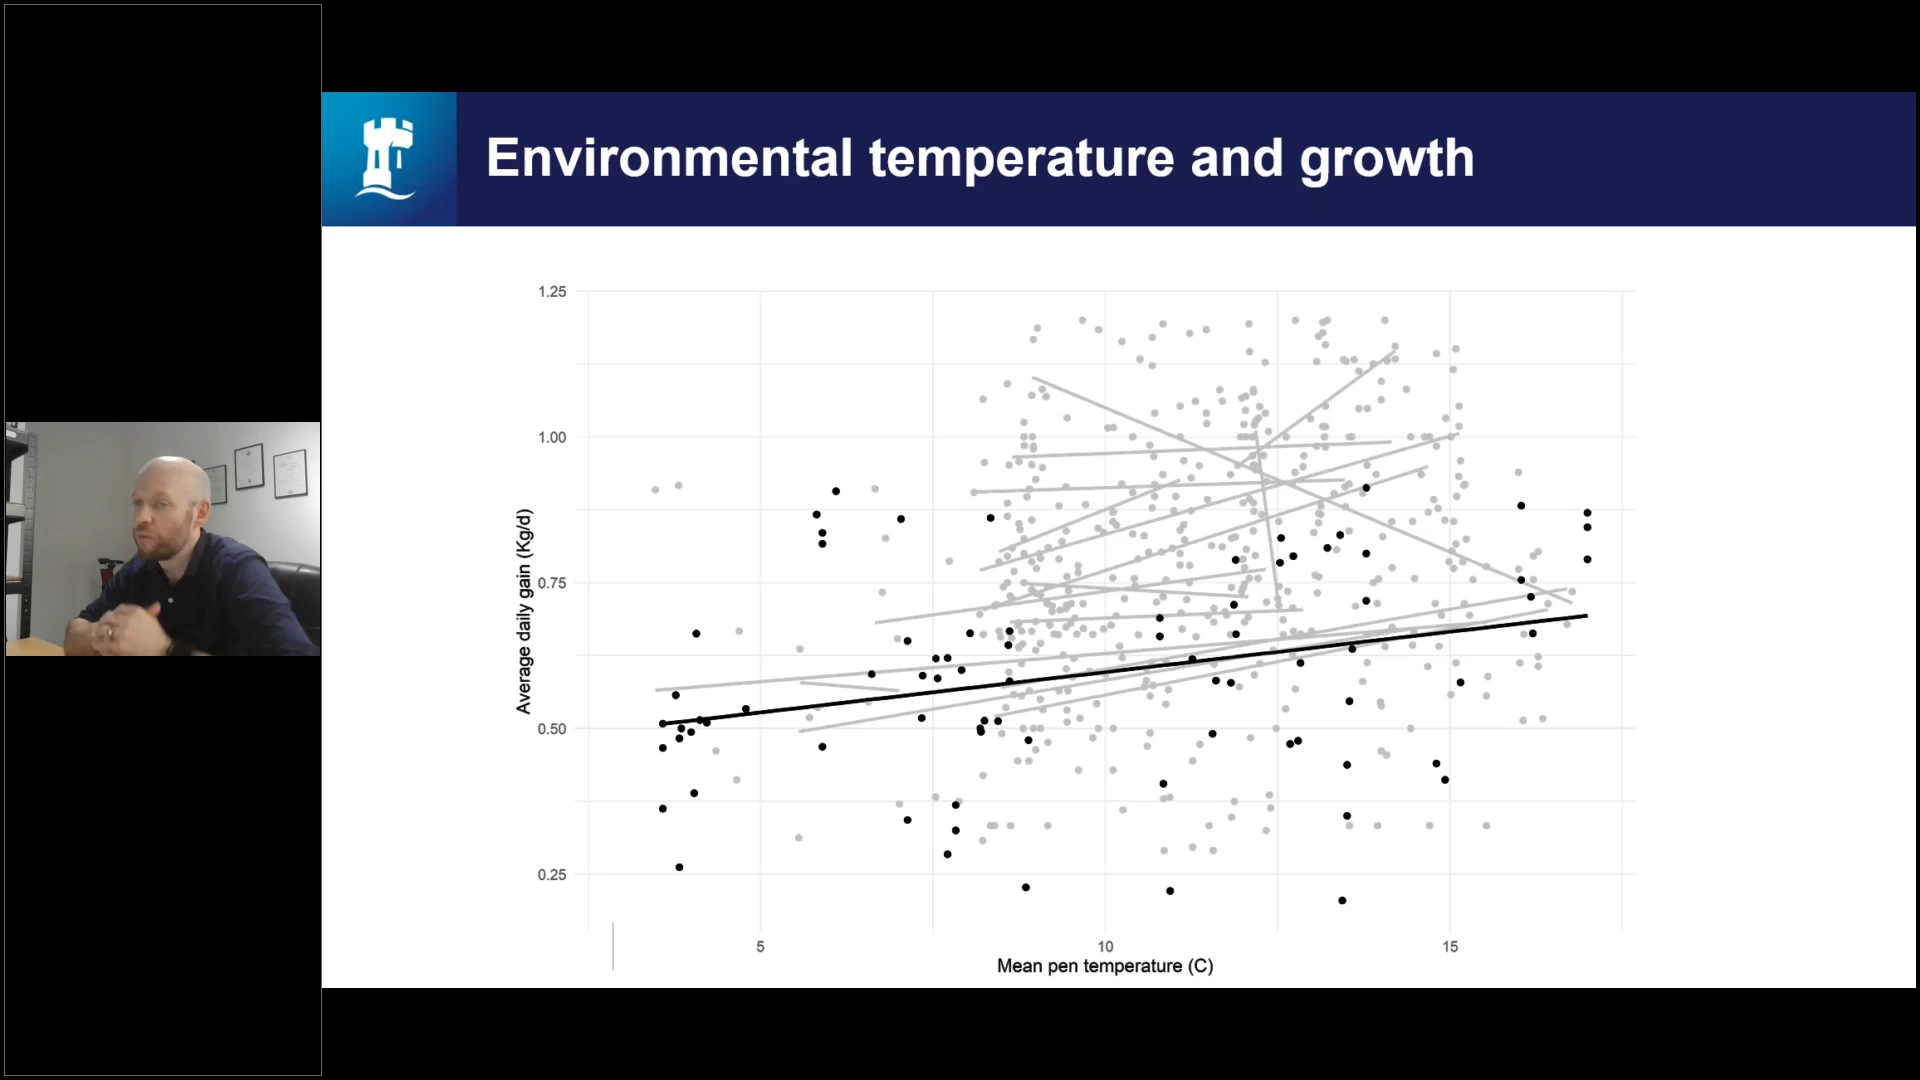 Environmental temperature and growth
1.25
1.00
0.75
0.50
0.25
Average daily gain (Kg/d)
5
10
15
Mean pen temperature (C)